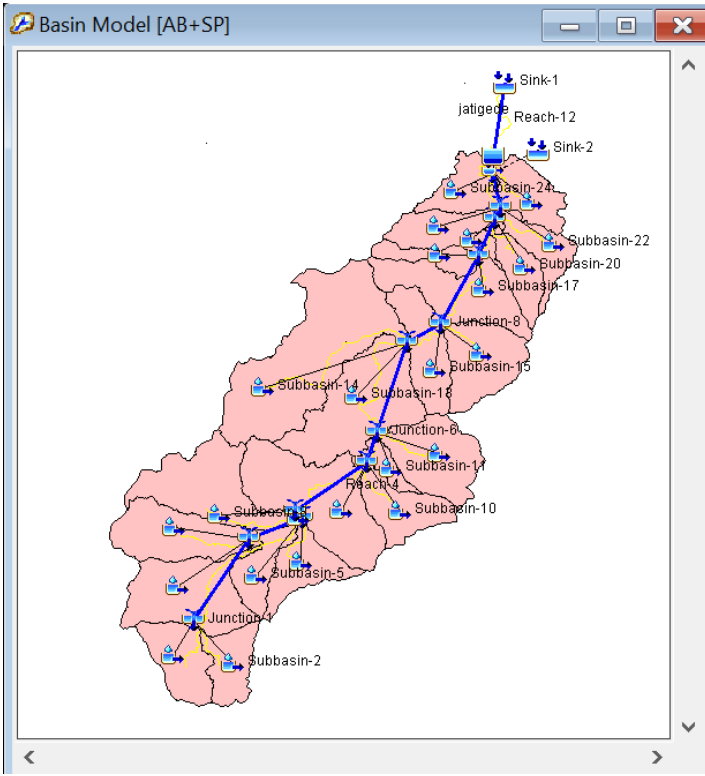 Basin Model [AB+SP]
Sink-1
jatigede
Reach-12
Sink-2
Subbasin-24
Subbasin-22
Subbasin-20
Subbasin-17
Junction-8
Subbasin-15
Subbasin-14
Subbasin-18
Junction-6
Subbasin-11
Reach-4
Subbasin-10
Subbasin-9
Subbasin-5
Junction-1
Subbasin-2